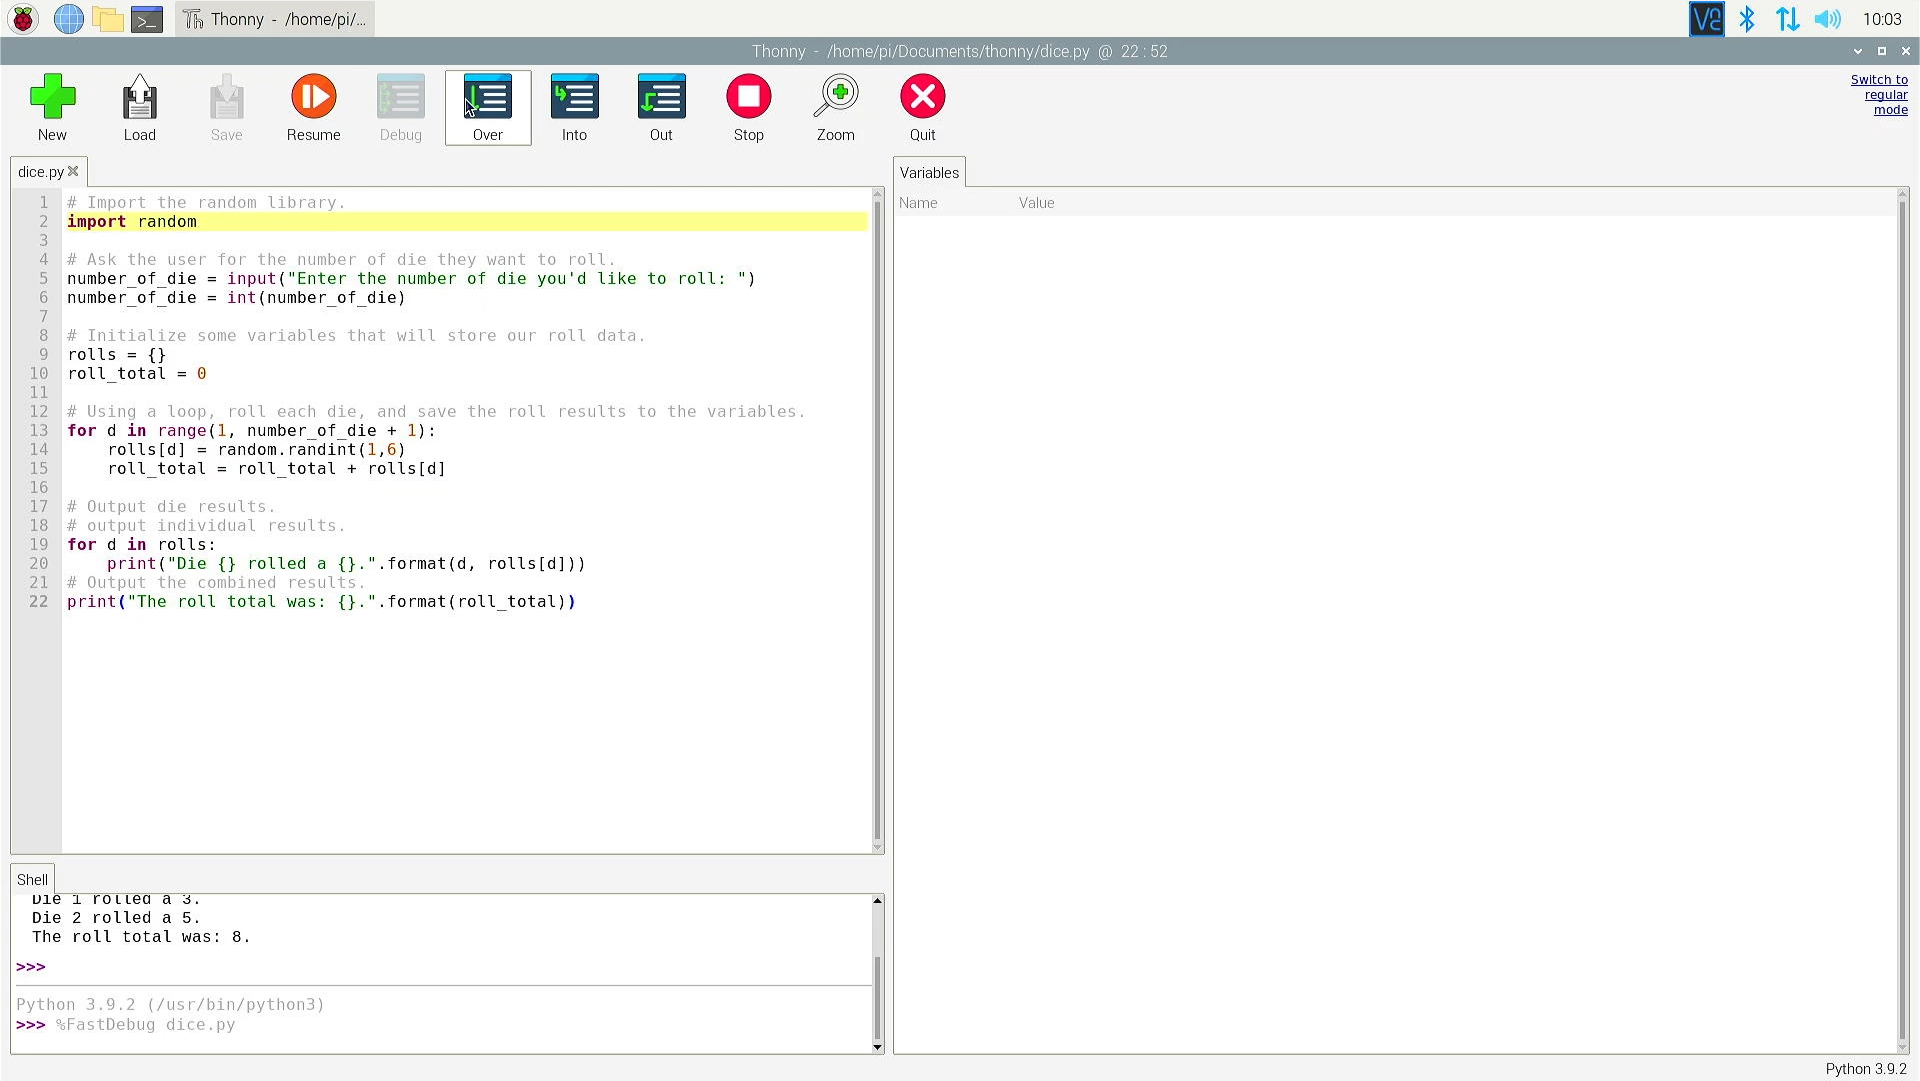 Thonny - /home/pi/...
10:03
Thonny - /home/pi/Documents/thonny/dice.py @ 22 : 52
New
Load
Save
Resume
Debug
Over
Into
Out
Stop
Zoom
Quit
Switch to
regular
mode
dice.py
1 # Import the random library.
2 import random
3
4 # Ask the user for the number of die they want to roll.
5 number_of_die = input("Enter the number of die you'd like to roll: ")
6 number_of_die = int(number_of_die)
7
8 # Initialize some variables that will store our roll data.
9 rolls = {}
10 roll_total = 0
11
12 # Using a loop, roll each die, and save the roll results to the variables.
13 for d in range(1, number_of_die + 1):
14     rolls[d] = random.randint(1,6)
15     roll_total = roll_total + rolls[d]
16
17 # Output die results.
18 # output individual results.
19 for d in rolls:
20     print("Die {} rolled a {}.".format(d, rolls[d]))
21 # Output the combined results.
22 print("The roll total was: {}.".format(roll_total))
Variables
Name Value
Shell
Die 1 rolled a 3.
Die 2 rolled a 5.
The roll total was: 8.
>>>
Python 3.9.2 (/usr/bin/python3)
>>> %FastDebug dice.py
Python 3.9.2